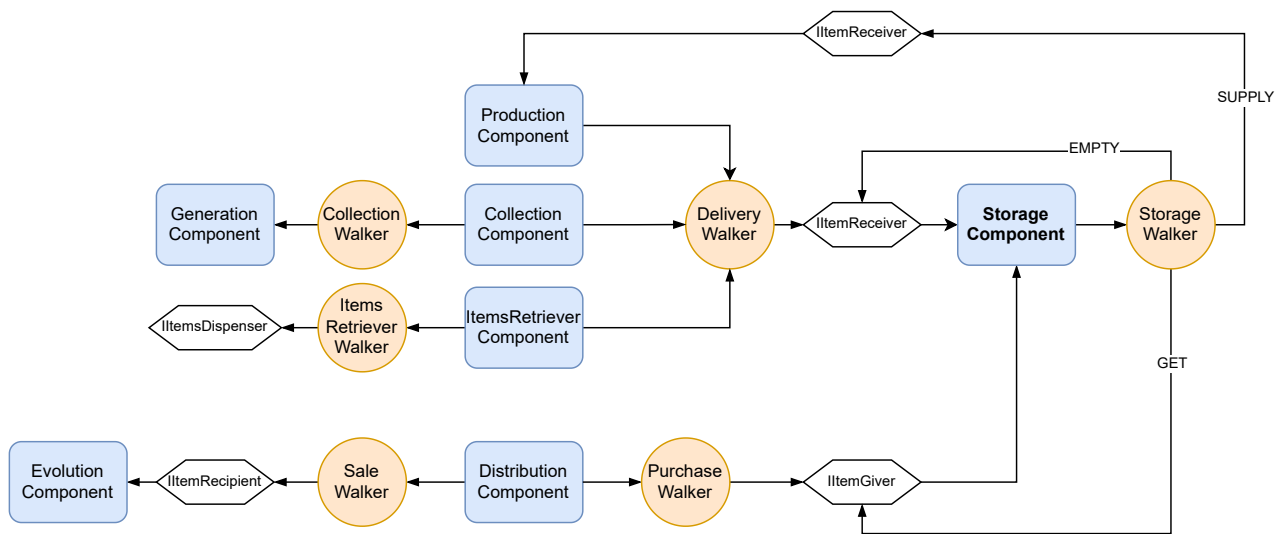 IItemReceiver
SUPPLY
Production
Component
EMPTY
Generation
Component
Collection
Walker
Collection
Component
Delivery
Walker
IItemReceiver
Storage
Component
Storage
Walker
IItemsDispenser
Items
Retriever
Walker
ItemsRetriever
Component
GET
Evolution
Component
IItemRecipient
Sale
Walker
Distribution
Component
Purchase
Walker
IItemGiver